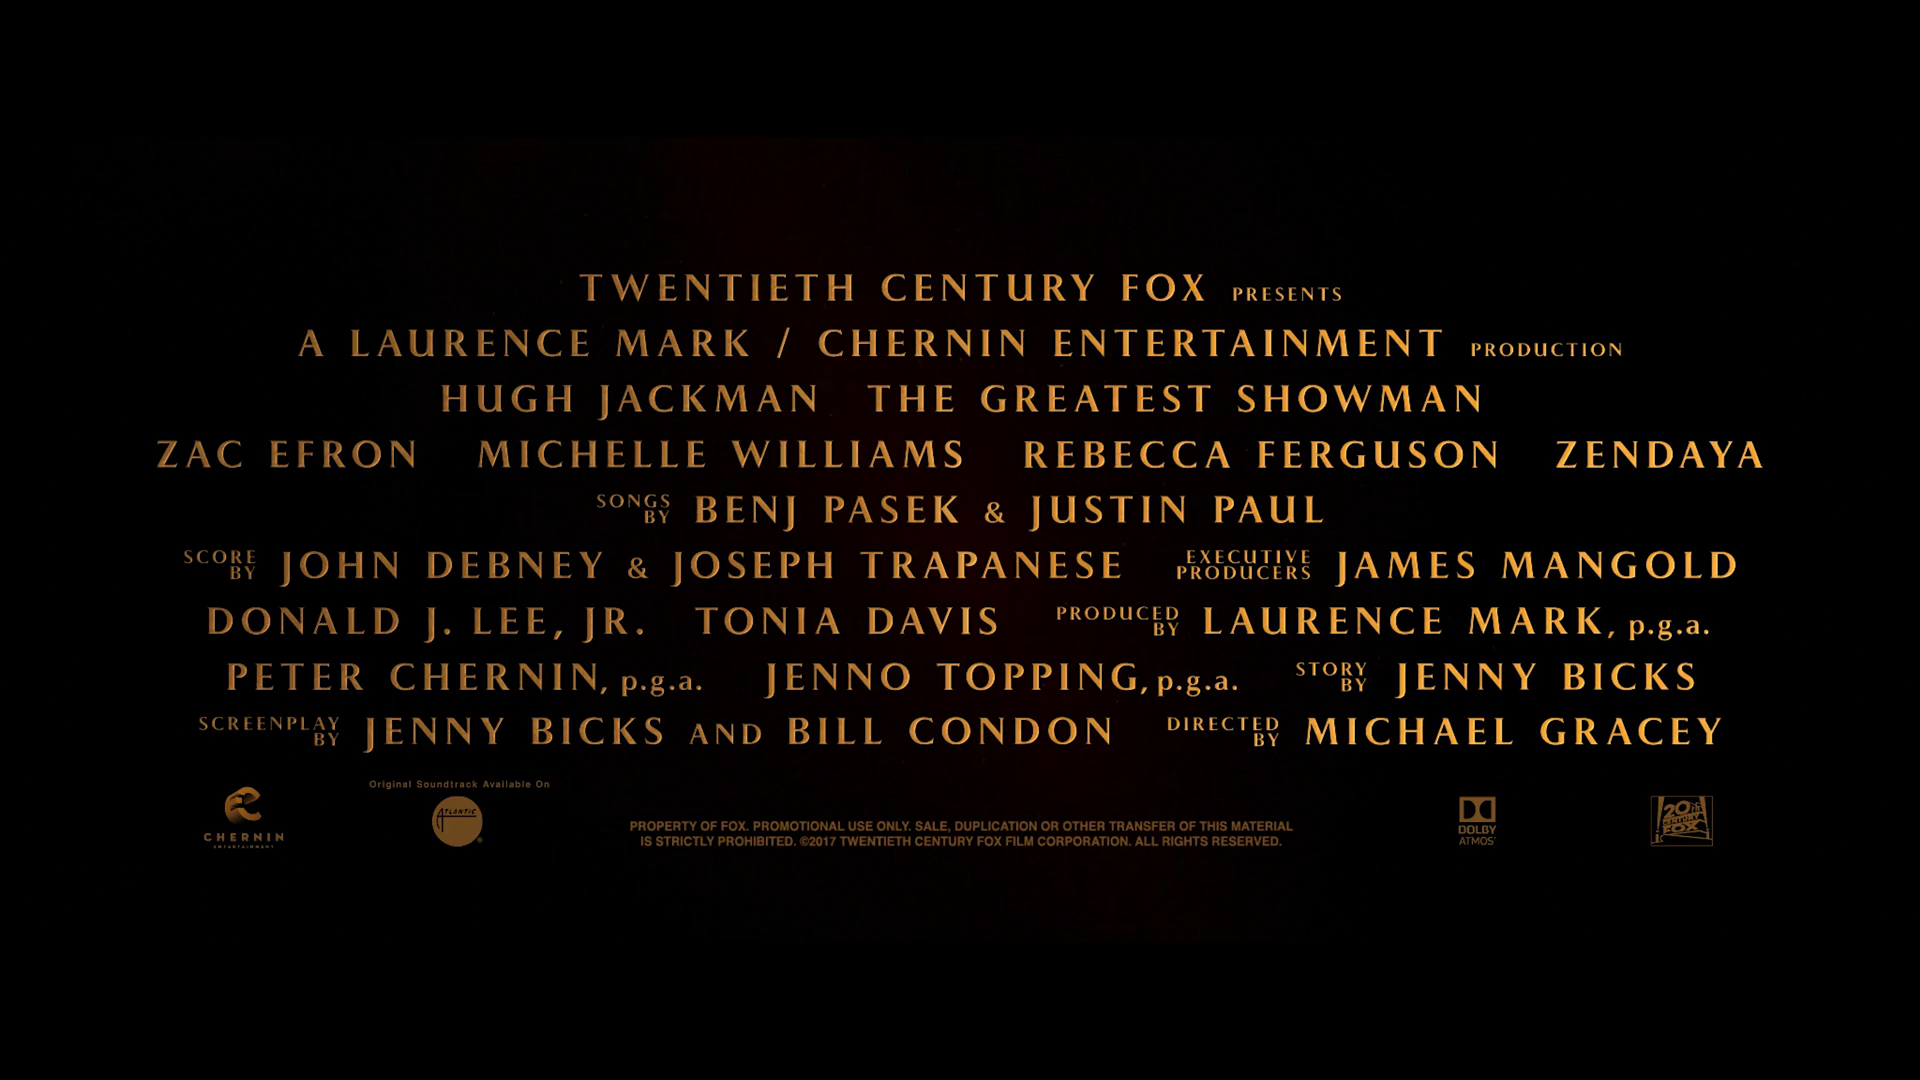 TWENTIETH CENTURY FOX PRESENTS
A LAURENCE MARK / CHERNIN ENTERTAINMENT PRODUCTION
HUGH JACKMAN THE GREATEST SHOWMAN
ZAC EFRON MICHELLE WILLIAMS REBECCA FERGUSON ZENDAYA
SONGS BY BENJ PASEK & JUSTIN PAUL
SCORE BY JOHN DEBNEY & JOSEPH TRAPANESE EXECUTIVE PRODUCERS JAMES MANGOLD
DONALD J. LEE, JR. TONIA DAVIS PRODUCED BY LAURENCE MARK, p.g.a.
PETER CHERNIN, p.g.a. JENNO TOPPING, p.g.a. STORY BY JENNY BICKS
SCREENPLAY BY JENNY BICKS AND BILL CONDON DIRECTED BY MICHAEL GRACEY
CHERNIN
ENTERTAINMENT
Original Soundtrack Available On
ATLANTIC
PROPERTY OF FOX. PROMOTIONAL USE ONLY. SALE, DUPLICATION OR OTHER TRANSFER OF THIS MATERIAL
IS STRICTLY PROHIBITED. ©2017 TWENTIETH CENTURY FOX FILM CORPORATION. ALL RIGHTS RESERVED.
DOLBY
ATMOS
20TH
CENTURY
FOX